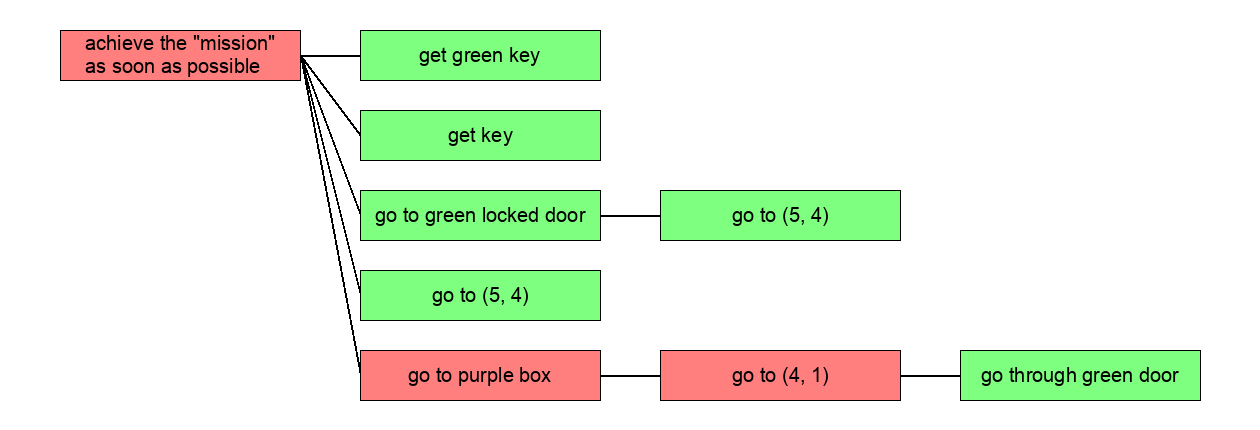 achieve the "mission"
as soon as possible
get green key
get key
go to green locked door
go to (5, 4)
go to (5, 4)
go to purple box
go to (4, 1)
go through green door